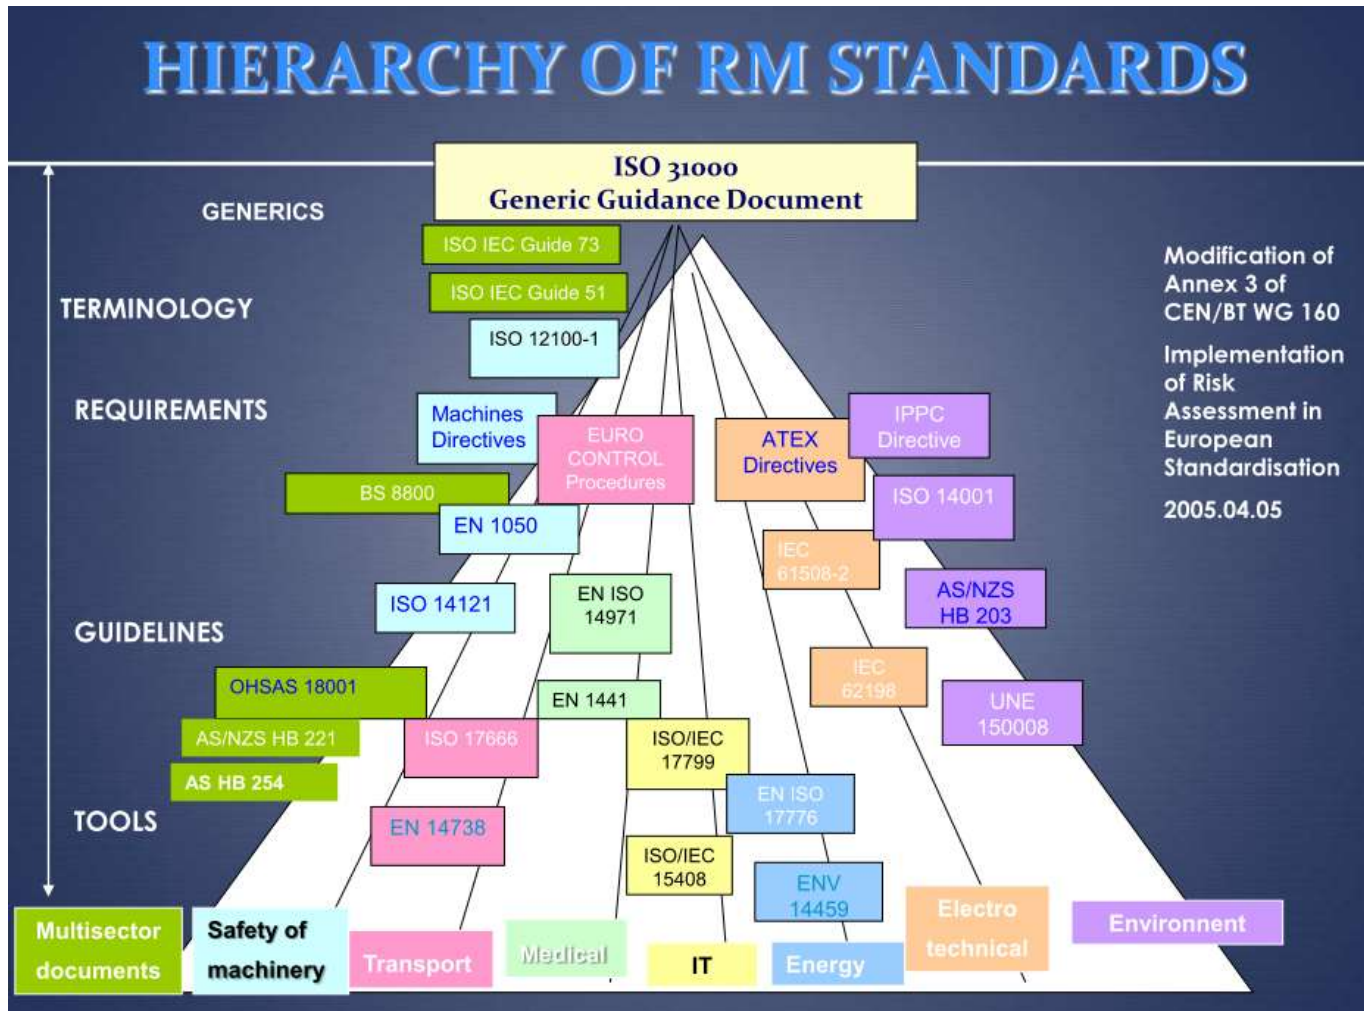 HIERARCHY OF RM STANDARDS
ISO 31000
Generic Guidance Document
GENERICS
ISO IEC Guide 73
ISO IEC Guide 51
TERMINOLOGY
ISO 12100-1
Modification of
Annex 3 of
CEN/BT WG 160
Implementation
of Risk
Assessment in
European
Standardisation
2005.04.05
REQUIREMENTS
Machines
Directives
EURO
CONTROL
Procedures
ATEX
Directives
IPPC
Directive
BS 8800
EN 1050
ISO 14001
IEC
61508-2
ISO 14121
EN ISO
14971
AS/NZS
HB 203
GUIDELINES
OHSAS 18001
EN 1441
IEC
62198
UNE
150008
AS/NZS HB 221
ISO 17666
ISO/IEC
17799
AS HB 254
EN ISO
17776
TOOLS
EN 14738
ISO/IEC
15408
ENV
14459
Multisector
documents
Safety of
machinery
Transport
Medical
IT
Energy
Electro
technical
Environnent